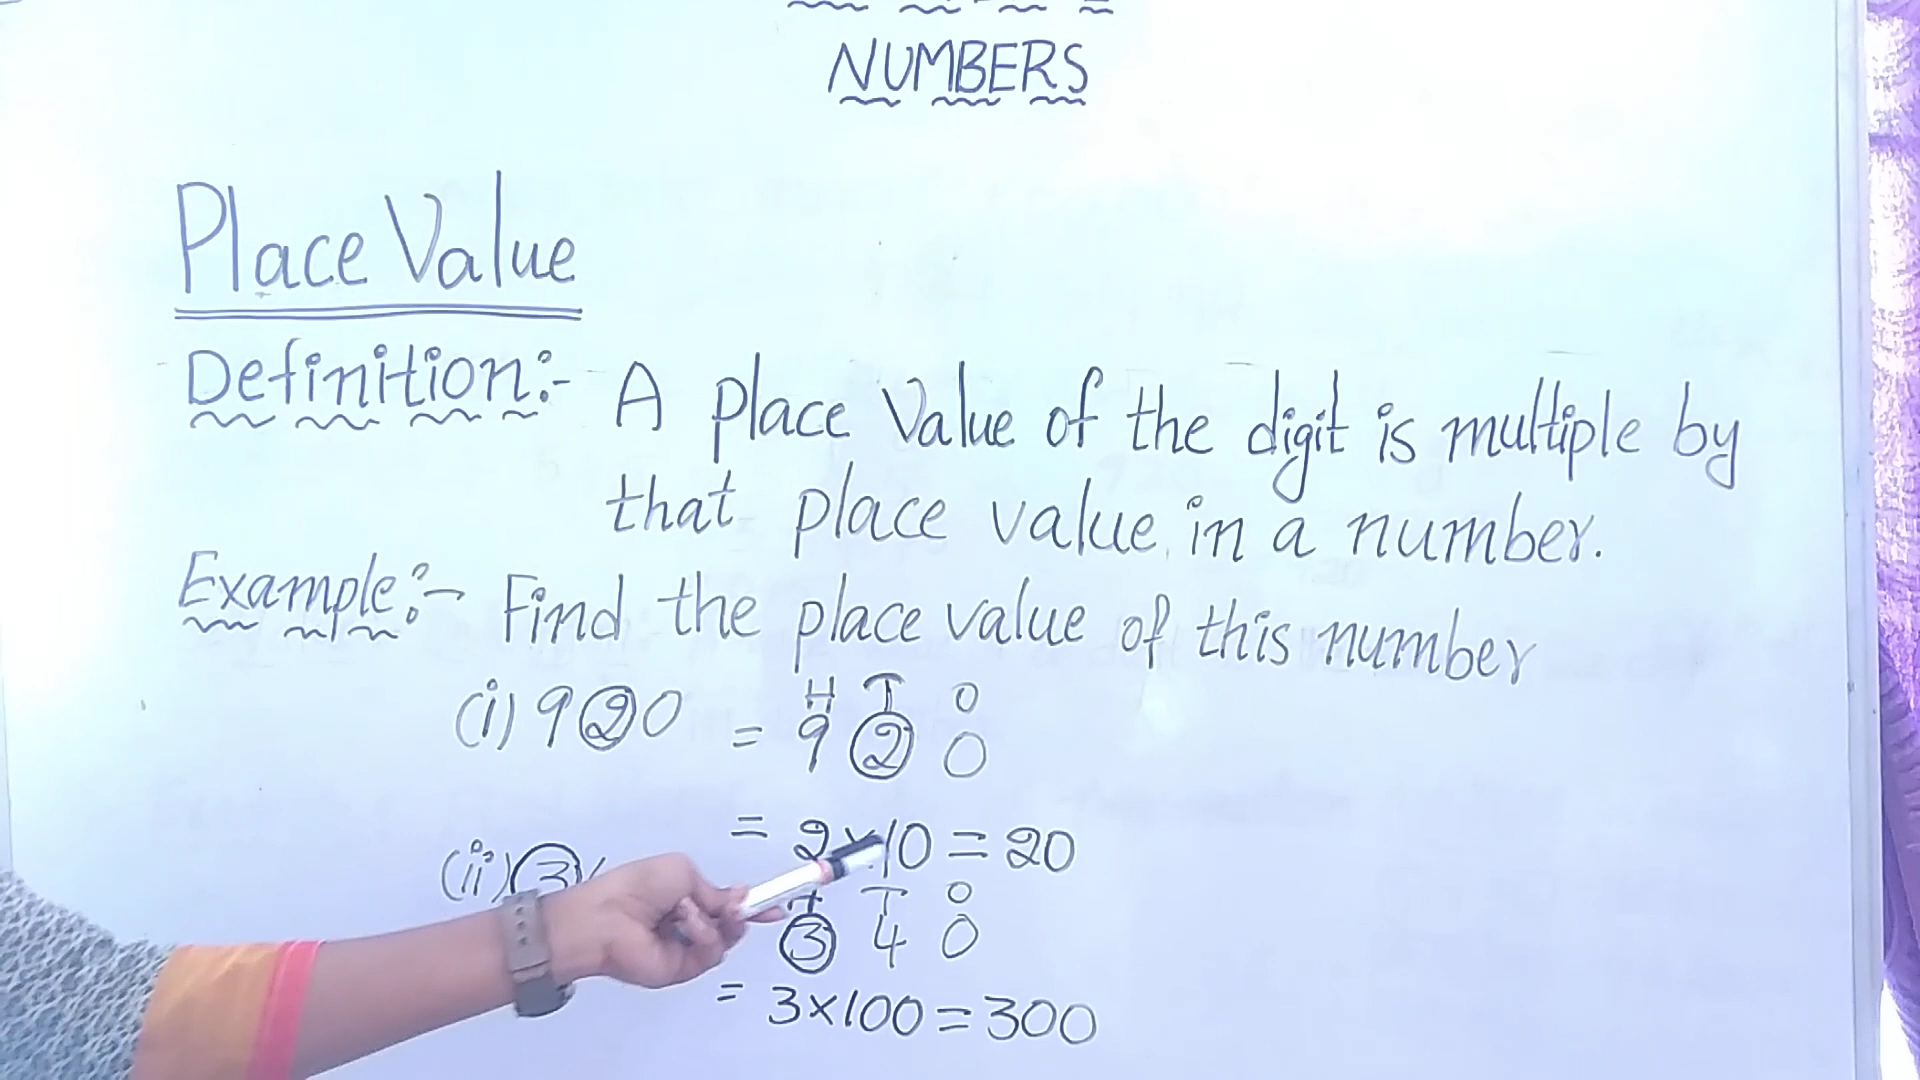 NUMBERS
Place Value
Definition:- A place value of the digit is multiple by
that place value in a number.
Example:- Find the place value of this number
H T O
(i) 920 = 9 2 0
= 2×10 = 20
(ii) 3
T O
3 4 0
= 3×100 = 300